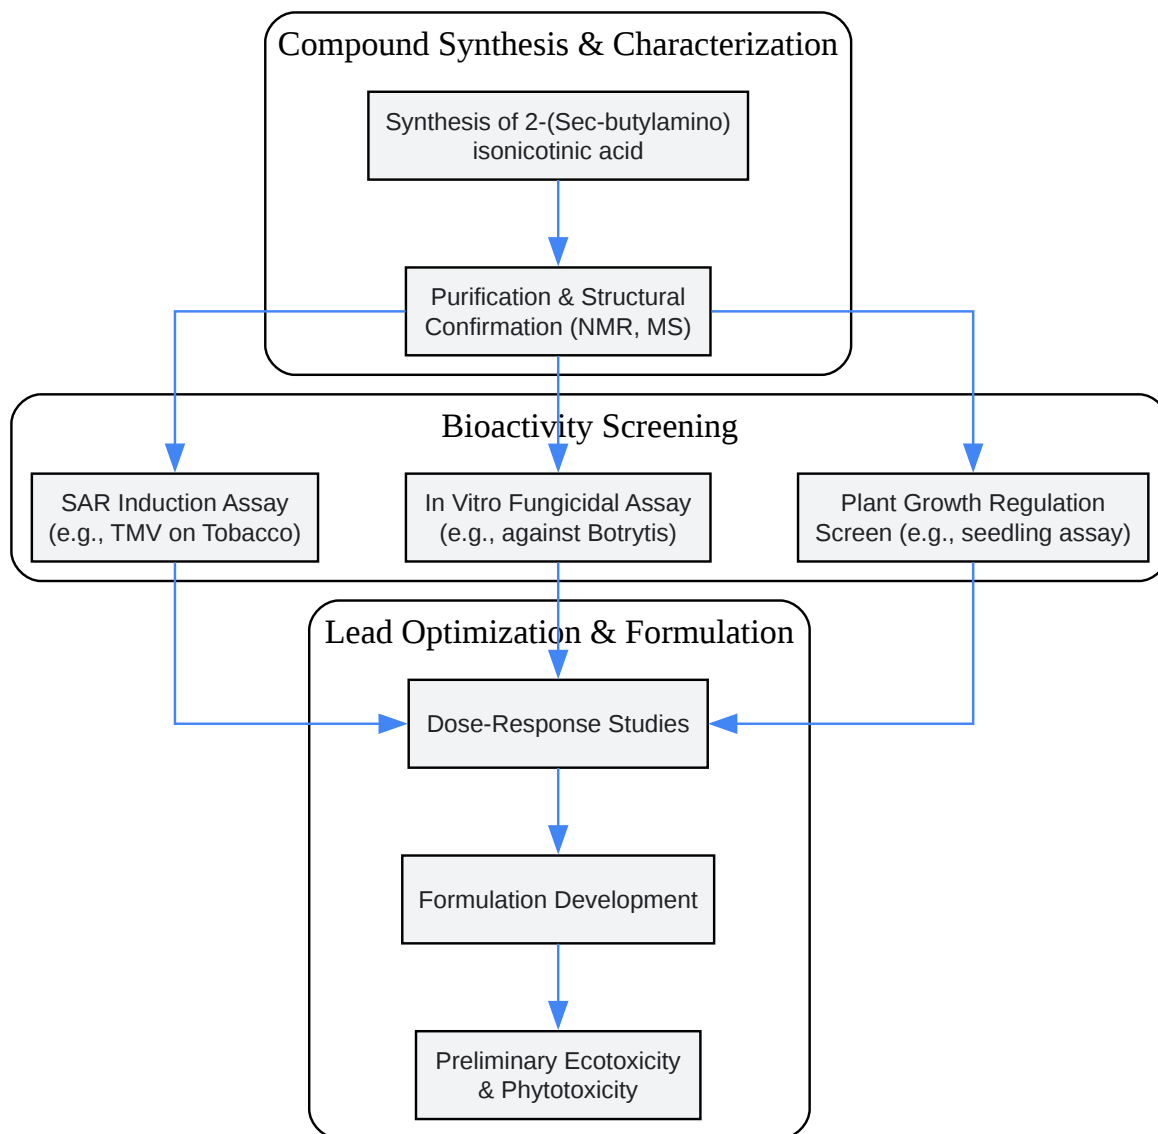 Compound Synthesis & Characterization
Synthesis of 2-(Sec-butylamino)
isonicotinic acid
Purification & Structural
Confirmation (NMR, MS)
Bioactivity Screening
SAR Induction Assay
(e.g., TMV on Tobacco)
In Vitro Fungicidal Assay
(e.g., against Botrytis)
Plant Growth Regulation
Screen (e.g., seedling assay)
Lead Optimization & Formulation
Dose-Response Studies
Formulation Development
Preliminary Ecotoxicity
& Phytotoxicity